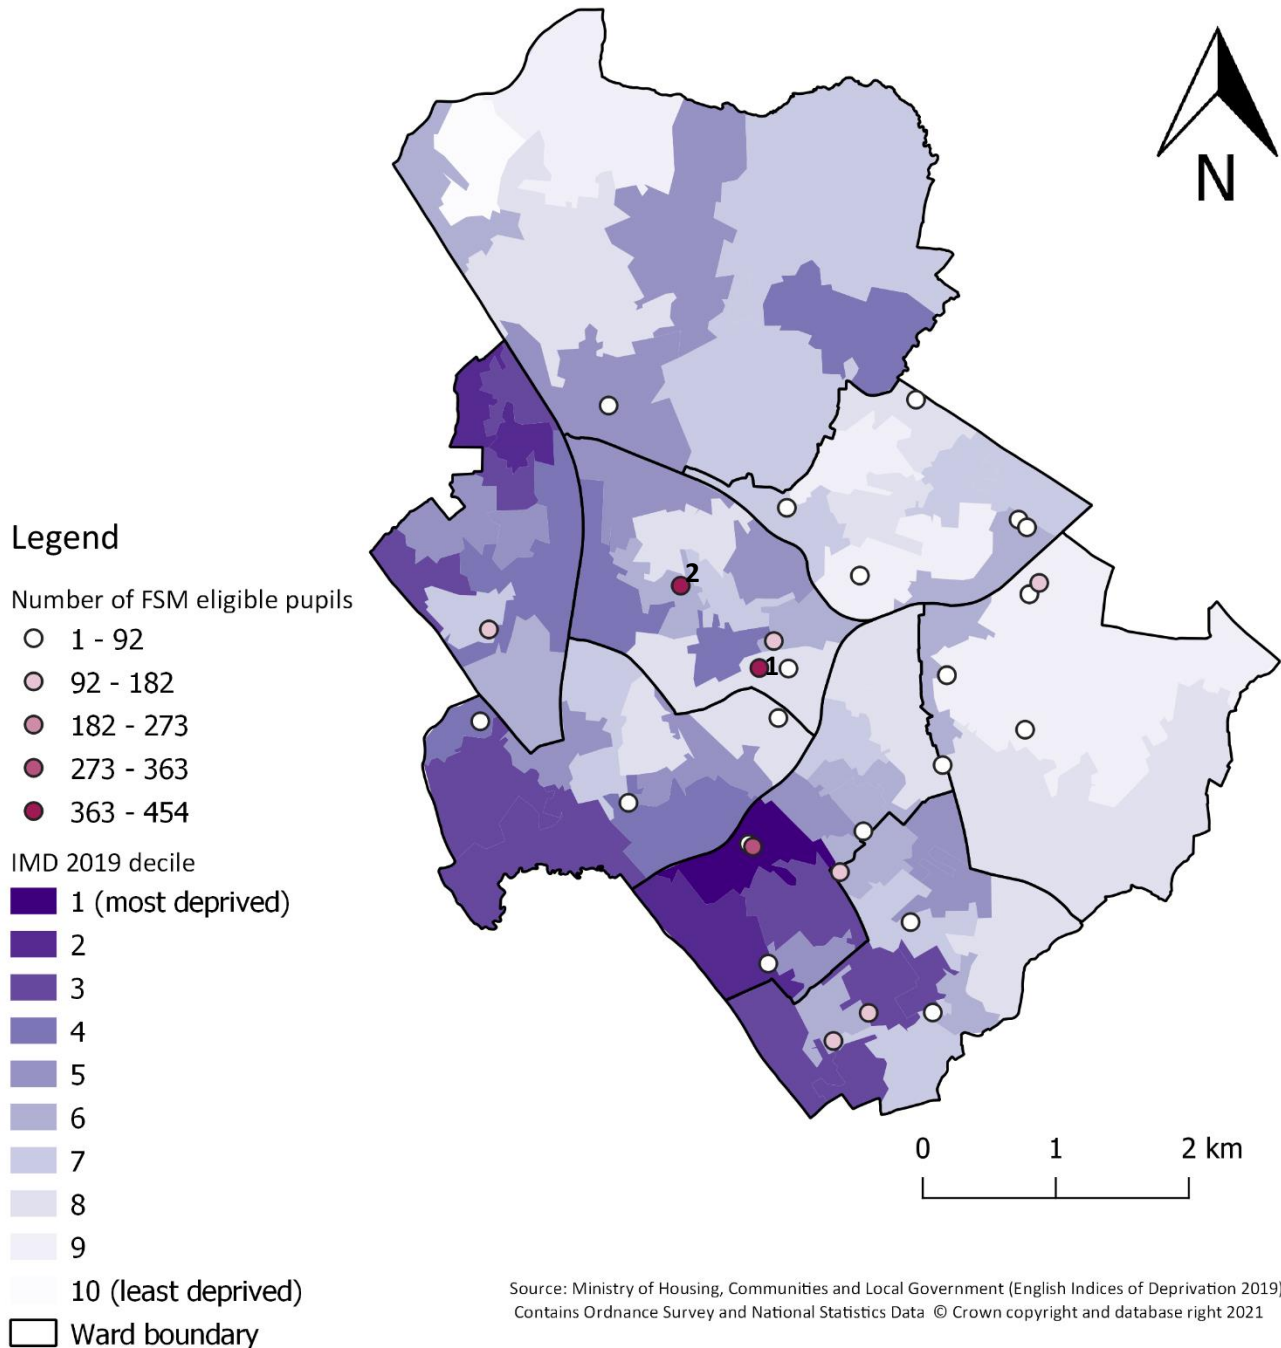 N
2
1
Legend
Number of FSM eligible pupils
1 - 92
92 - 182
182 - 273
273 - 363
363 - 454
IMD 2019 decile
1 (most deprived)
2
3
4
5
6
7
8
9
10 (least deprived)
Ward boundary
0 1 2 km
Source: Ministry of Housing, Communities and Local Government (English Indices of Deprivation 2019)
Contains Ordnance Survey and National Statistics Data © Crown copyright and database right 2021